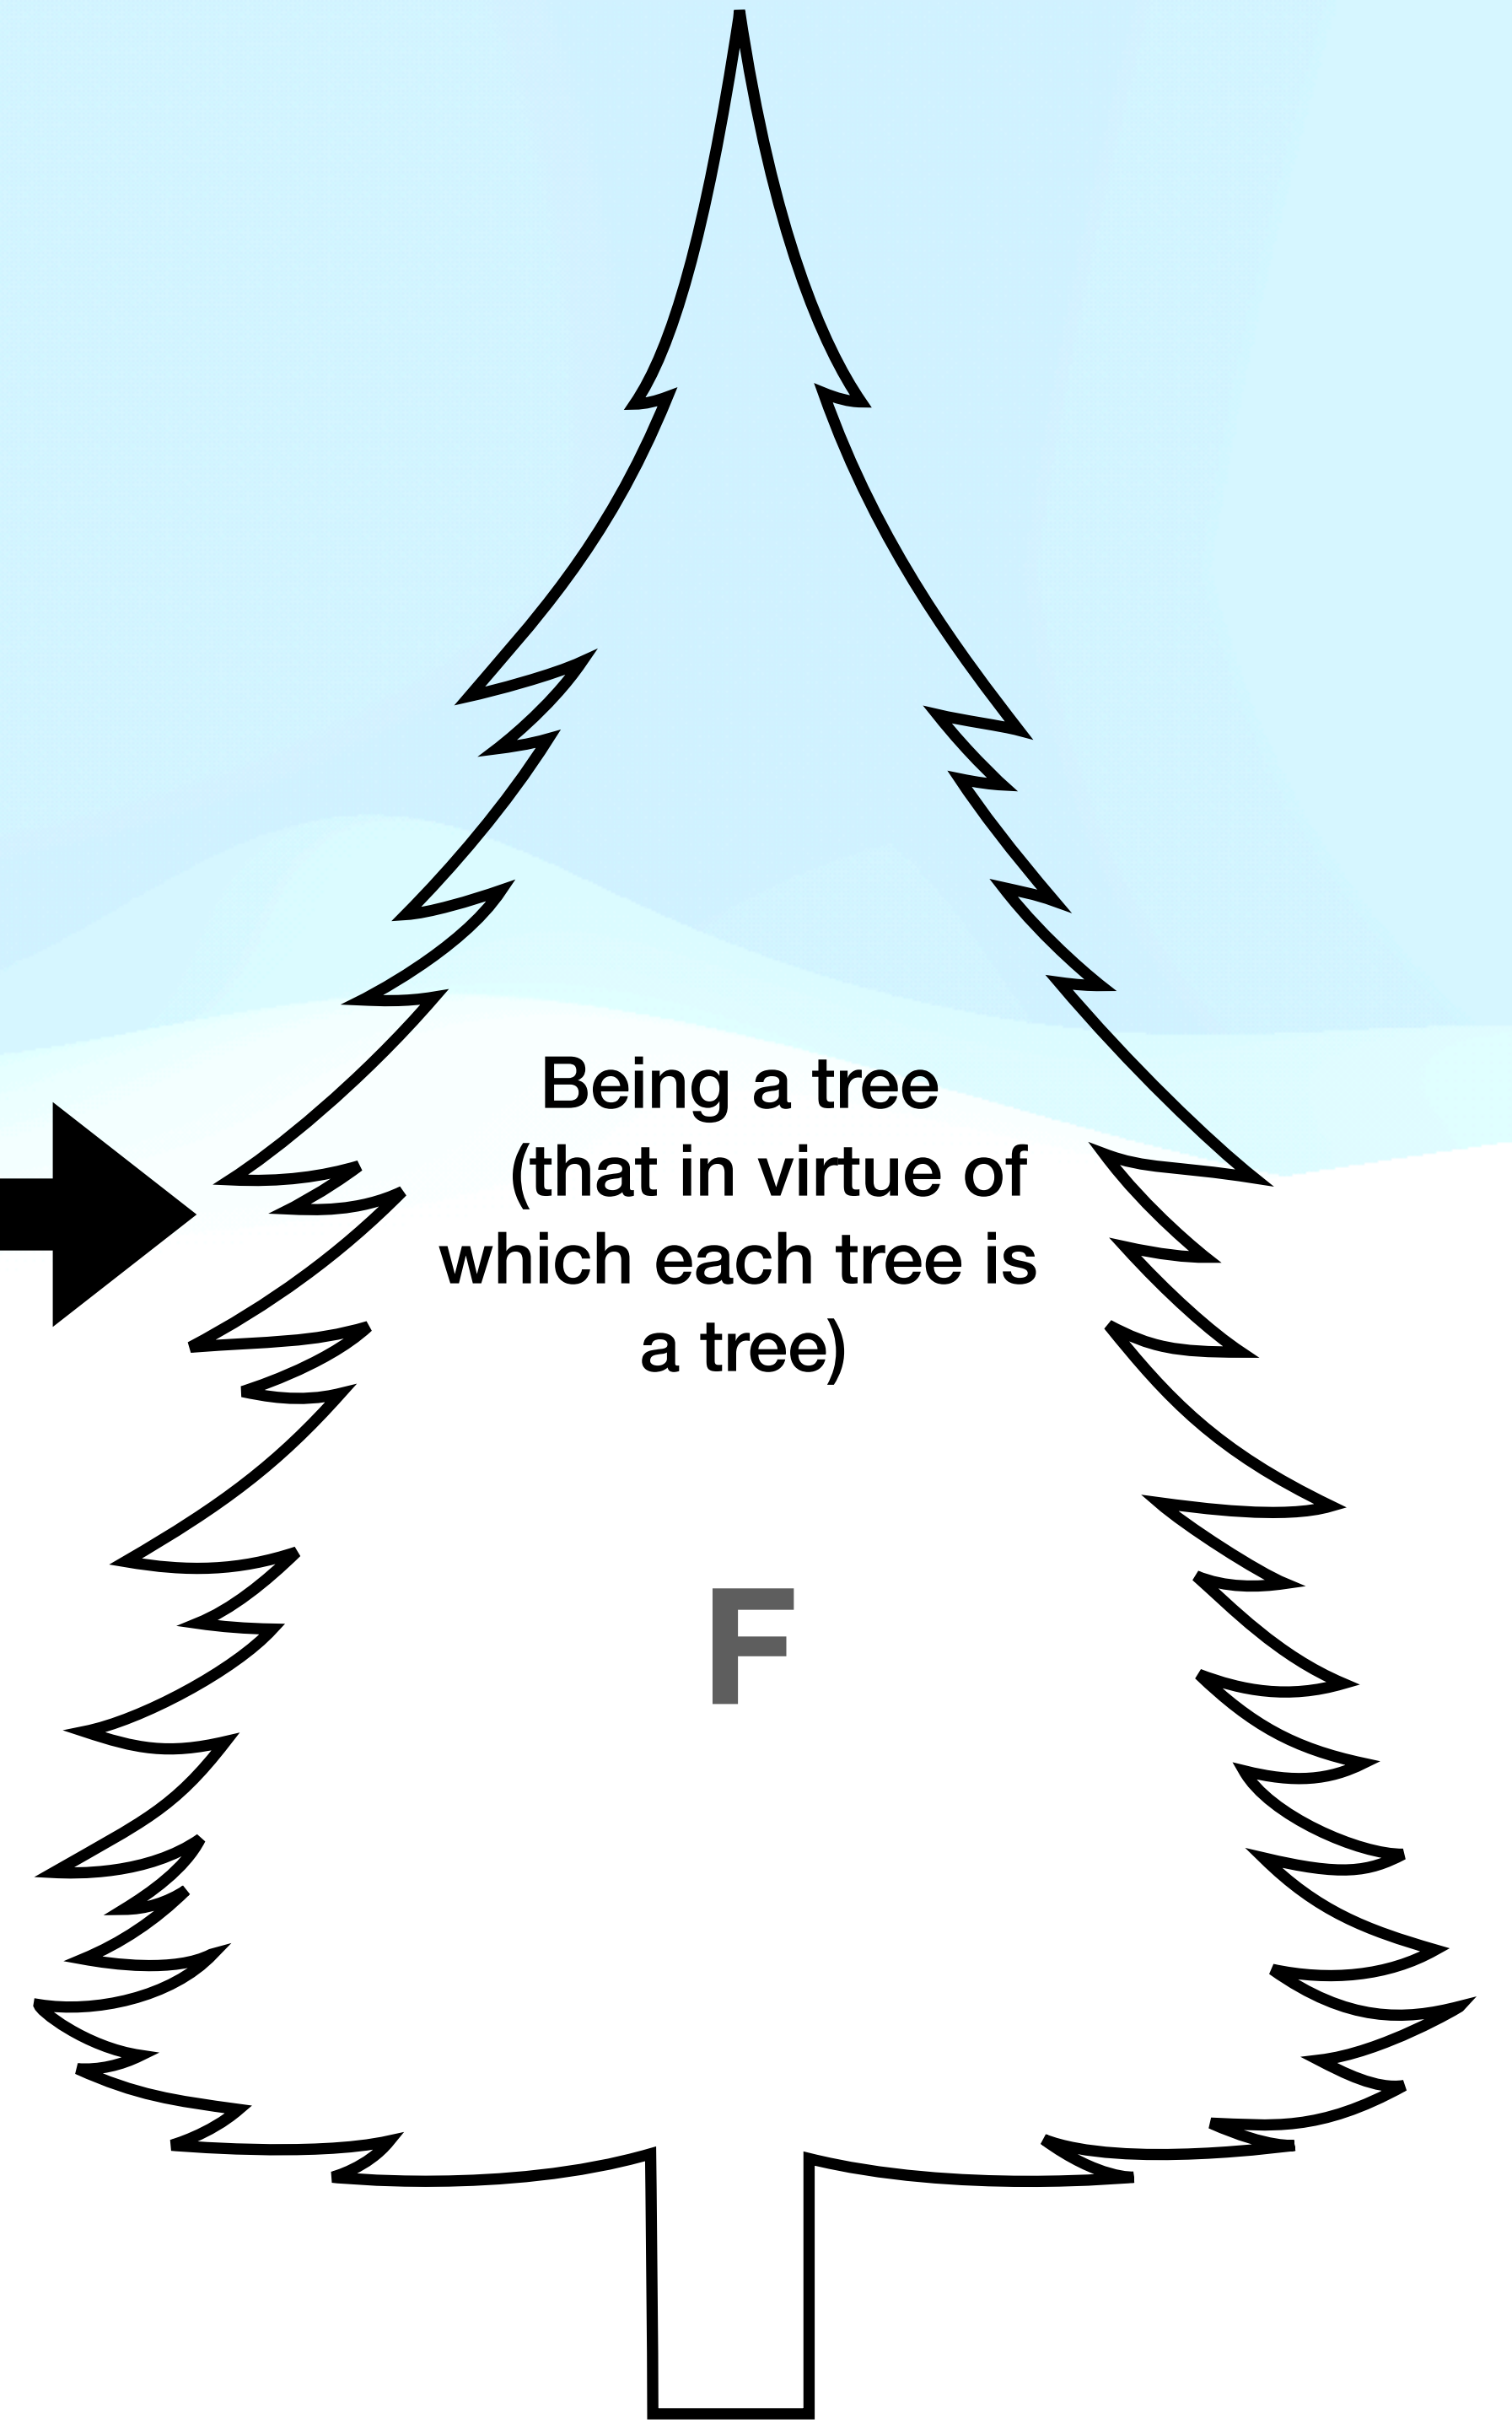 Being a tree
(that in virtue of
which each tree is
a tree)
F